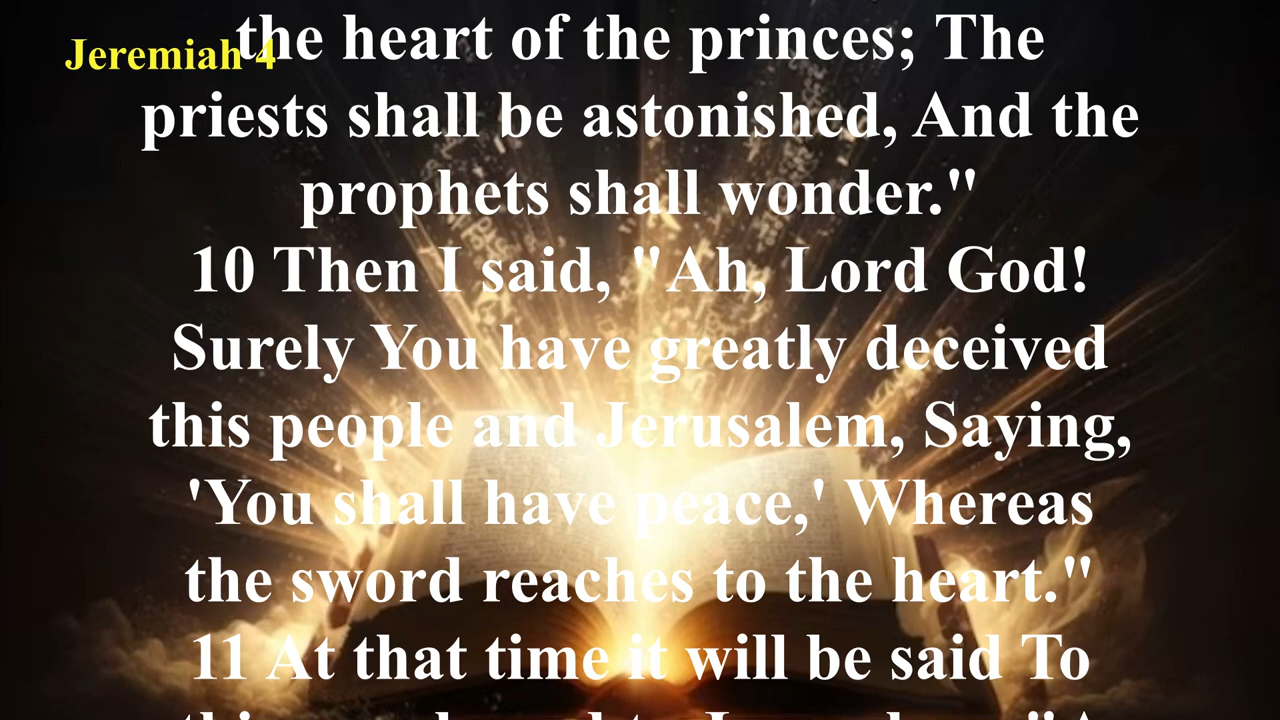 Jeremiah 4
the heart of the princes; The
priests shall be astonished, And the
prophets shall wonder."
10 Then I said, "Ah, Lord God!
Surely You have greatly deceived
this people and Jerusalem, Saying,
'You shall have peace,' Whereas
the sword reaches to the heart."
11 At that time it will be said To